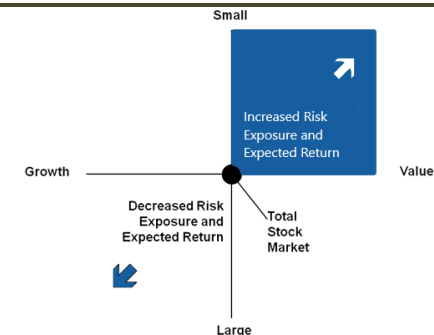 Small
Increased Risk
Exposure and
Expected Return
Growth
Value
Decreased Risk
Exposure and
Expected Return
Total
Stock
Market
Large